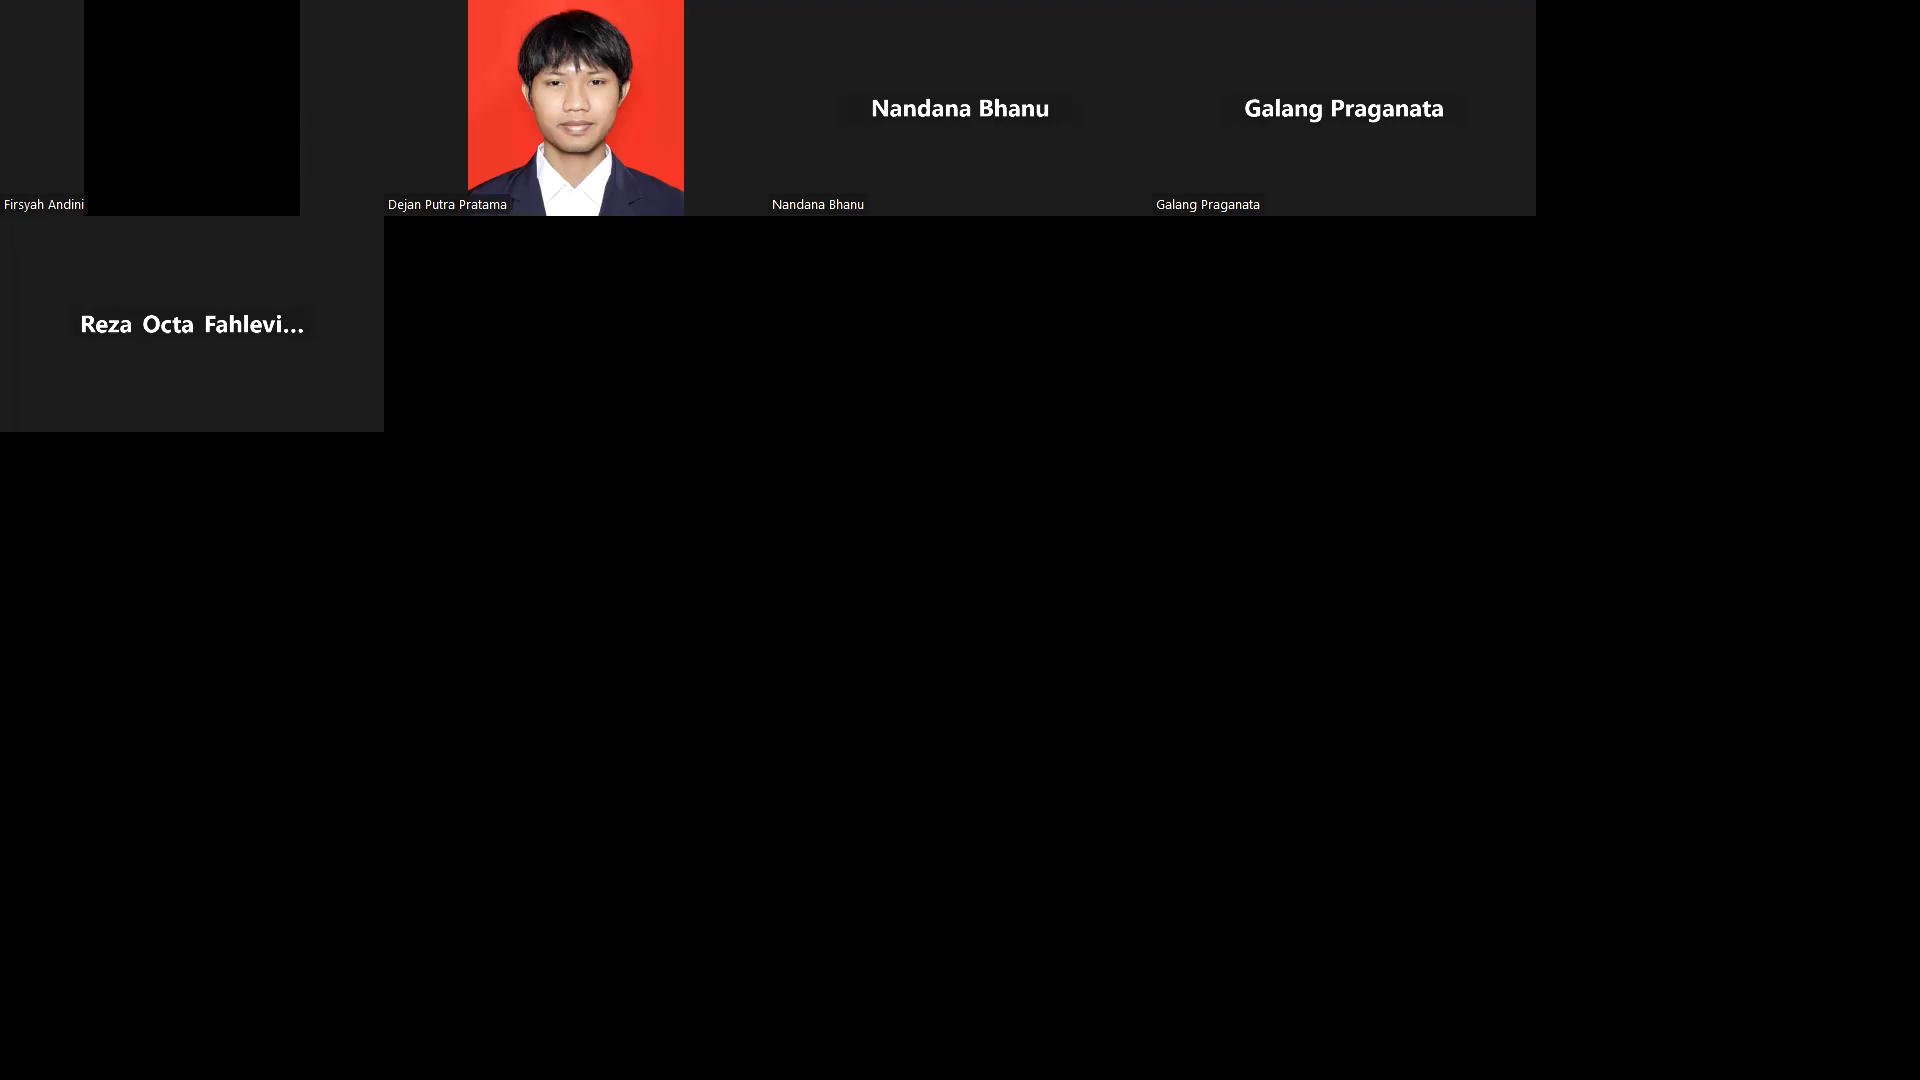 Nandana Bhanu
Galang Praganata
Firsyah Andini
Dejan Putra Pratama
Nandana Bhanu
Galang Praganata
Reza Octa Fahlevi...